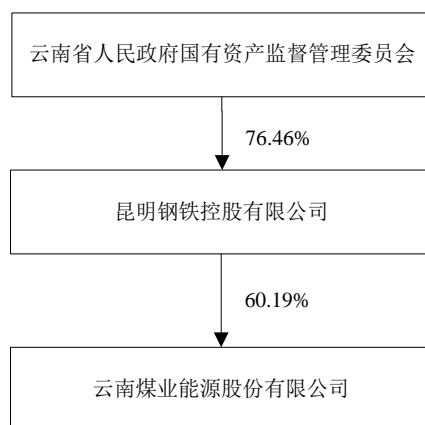 云南省人民政府国有资产监督管理委员会
76.46%
昆明钢铁控股有限公司
60.19%
云南煤业能源股份有限公司